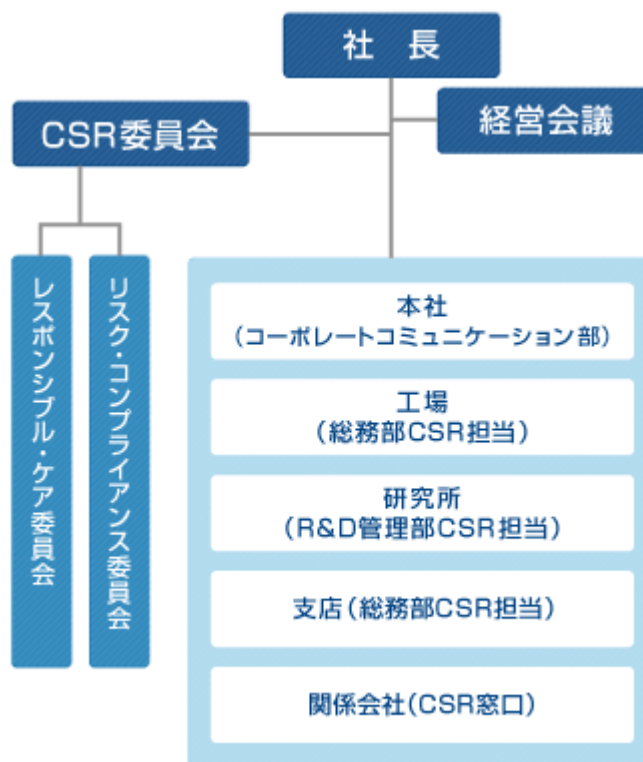 社 長
経営会議
CSR委員会
レスポンシブル・ケア委員会
リスク・コンプライアンス委員会
本社
（コーポレートコミュニケーション部）
工場
（総務部CSR担当）
研究所
（R&D管理部CSR担当）
支店（総務部CSR担当）
関係会社（CSR窓口）